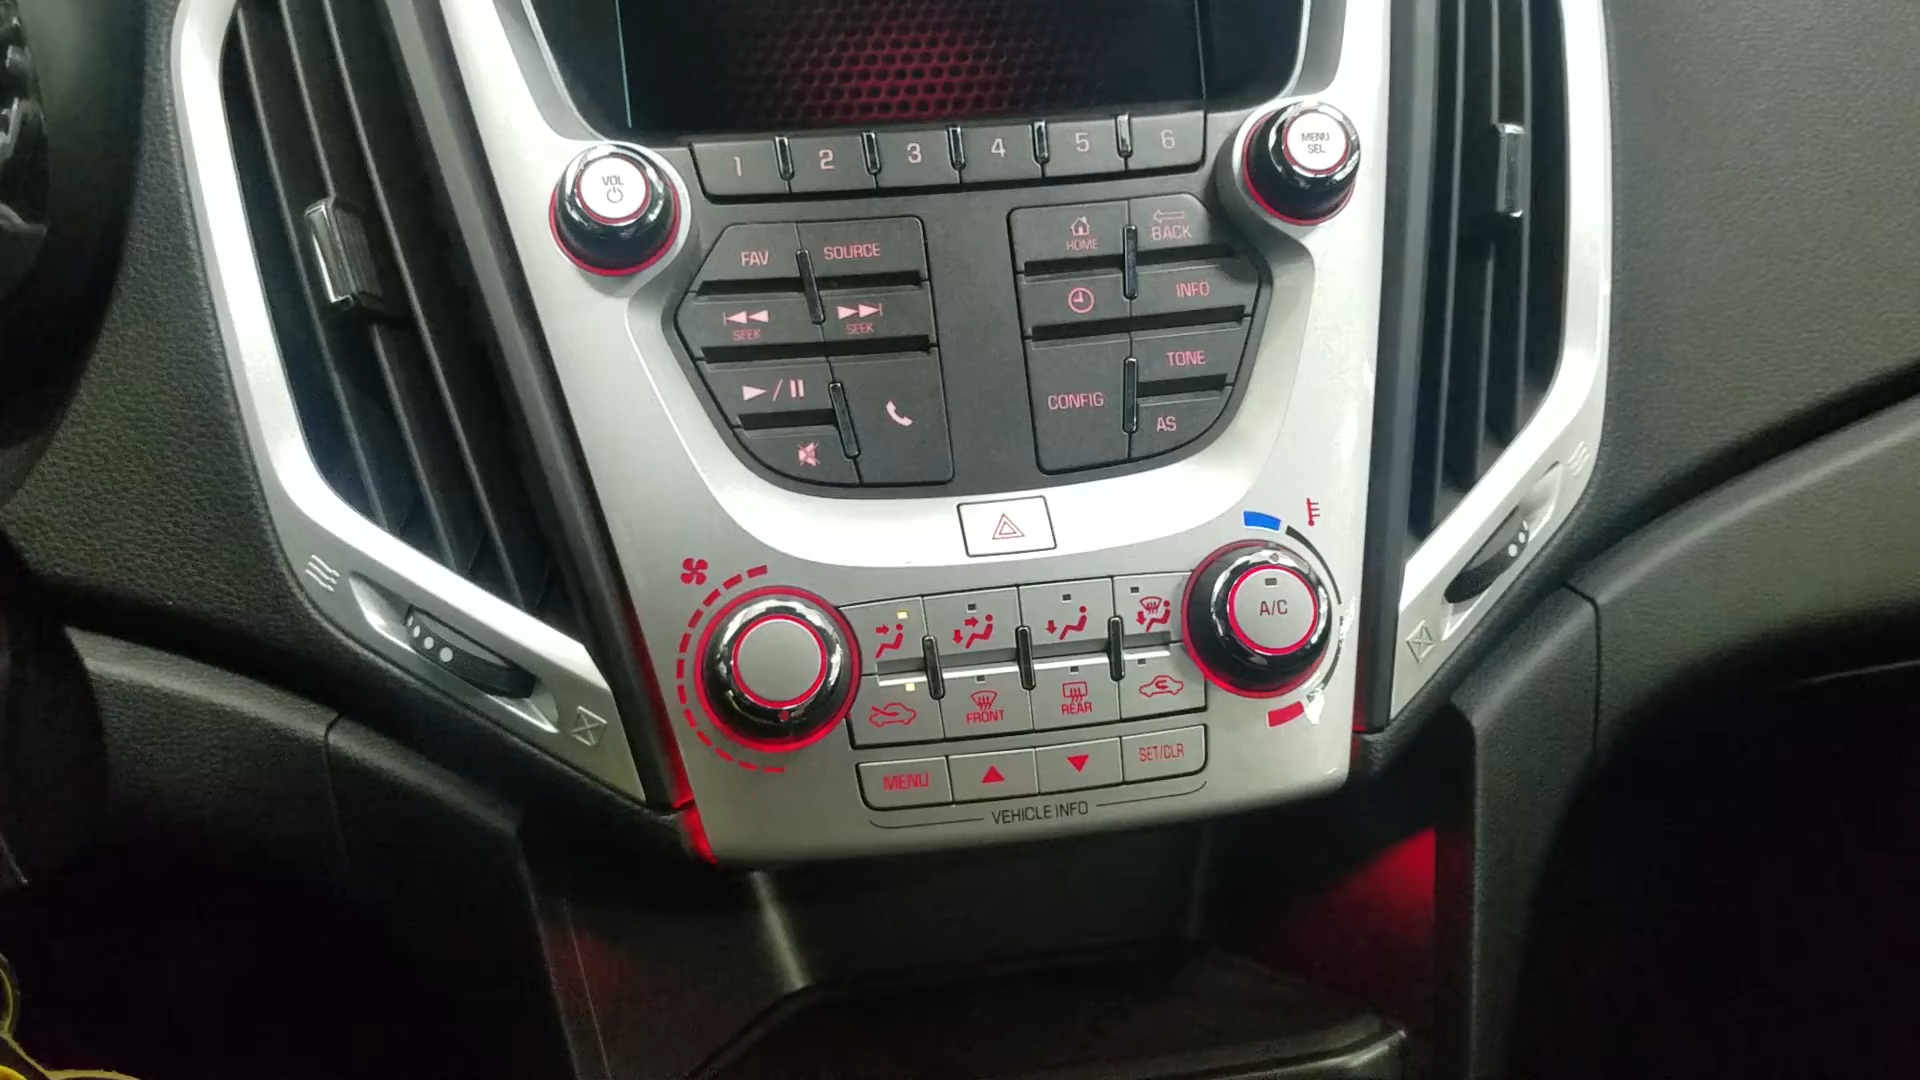 1 2 3 4 5 6
VOL
MENU
SEL
FAV SOURCE
SEEK SEEK
HOME
BACK
INFO
TONE
CONFIG
AS
A/C
FRONT REAR
MENU SET/CLR
VEHICLE INFO